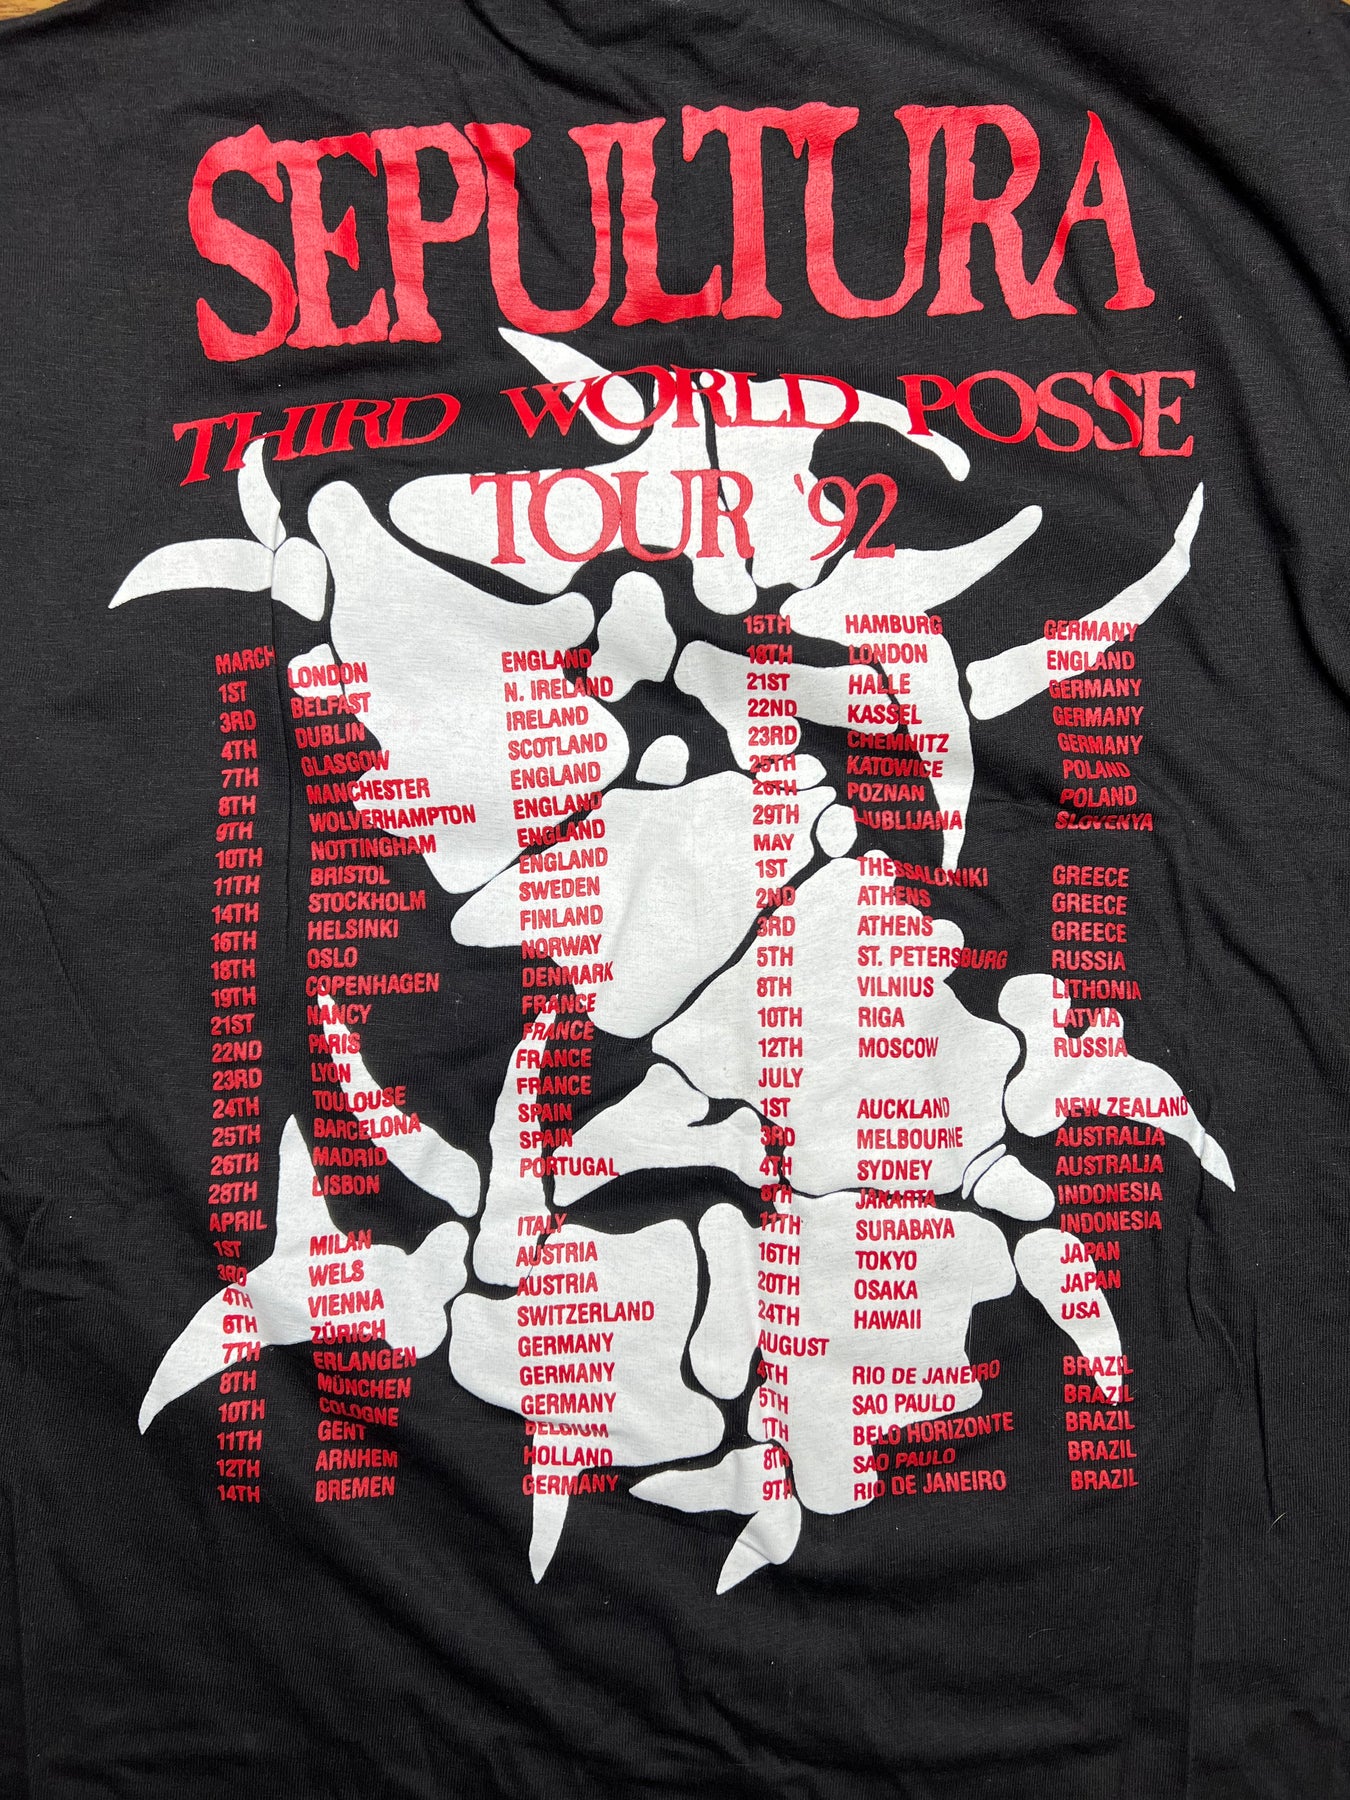 SEPULTURA
THIRD WORLD POSSE
TOUR '92
MARCH
1ST LONDON ENGLAND
3RD BELFAST N. IRELAND
4TH DUBLIN IRELAND
7TH GLASGOW SCOTLAND
8TH MANCHESTER ENGLAND
9TH WOLVERHAMPTON ENGLAND
10TH NOTTINGHAM ENGLAND
11TH BRISTOL ENGLAND
14TH STOCKHOLM SWEDEN
16TH HELSINKI FINLAND
18TH OSLO NORWAY
19TH COPENHAGEN DENMARK
21ST NANCY FRANCE
22ND PARIS FRANCE
23RD LYON FRANCE
24TH TOULOUSE FRANCE
25TH BARCELONA SPAIN
26TH MADRID SPAIN
28TH LISBON PORTUGAL
APRIL
1ST MILAN ITALY
3RD WELS AUSTRIA
4TH VIENNA AUSTRIA
6TH ZÜRICH SWITZERLAND
7TH ERLANGEN GERMANY
8TH MÜNCHEN GERMANY
10TH COLOGNE GERMANY
11TH GENT BELGIUM
12TH ARNHEM HOLLAND
14TH BREMEN GERMANY
15TH HAMBURG GERMANY
18TH LONDON ENGLAND
21ST HALLE GERMANY
22ND KASSEL GERMANY
23RD CHEMNITZ GERMANY
25TH KATOWICE POLAND
26TH POZNAN POLAND
29TH LJUBLIJANA SLOVENYA
MAY
1ST THESSALONIKI GREECE
2ND ATHENS GREECE
3RD ATHENS GREECE
5TH ST. PETERSBURG RUSSIA
8TH VILNIUS LITHONIA
10TH RIGA LATVIA
12TH MOSCOW RUSSIA
JULY
1ST AUCKLAND NEW ZEALAND
3RD MELBOURNE AUSTRALIA
4TH SYDNEY AUSTRALIA
8TH JAKARTA INDONESIA
11TH SURABAYA INDONESIA
16TH TOKYO JAPAN
20TH OSAKA JAPAN
24TH HAWAII USA
AUGUST
4TH RIO DE JANEIRO BRAZIL
5TH SAO PAULO BRAZIL
7TH BELO HORIZONTE BRAZIL
8TH SAO PAULO BRAZIL
9TH RIO DE JANEIRO BRAZIL